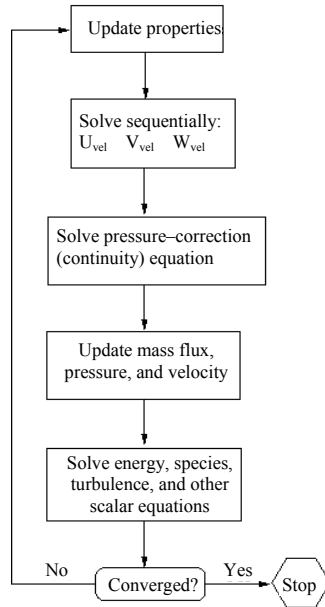 Update properties
Solve sequentially:
Uvel Vvel Wvel
Solve pressure–correction
(continuity) equation
Update mass flux,
pressure, and velocity
Solve energy, species,
turbulence, and other
scalar equations
No
Converged?
Yes
Stop